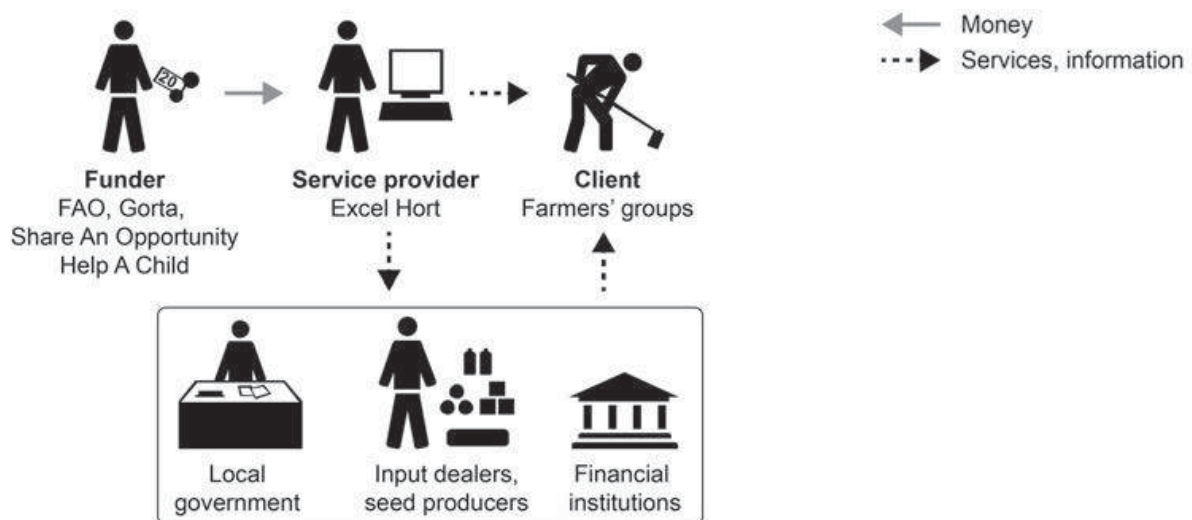 Money
Services, information
20
Funder
FAO, Gorta,
Share An Opportunity
Help A Child
Service provider
Excel Hort
Client
Farmers' groups
Local
government
Input dealers,
seed producers
Financial
institutions